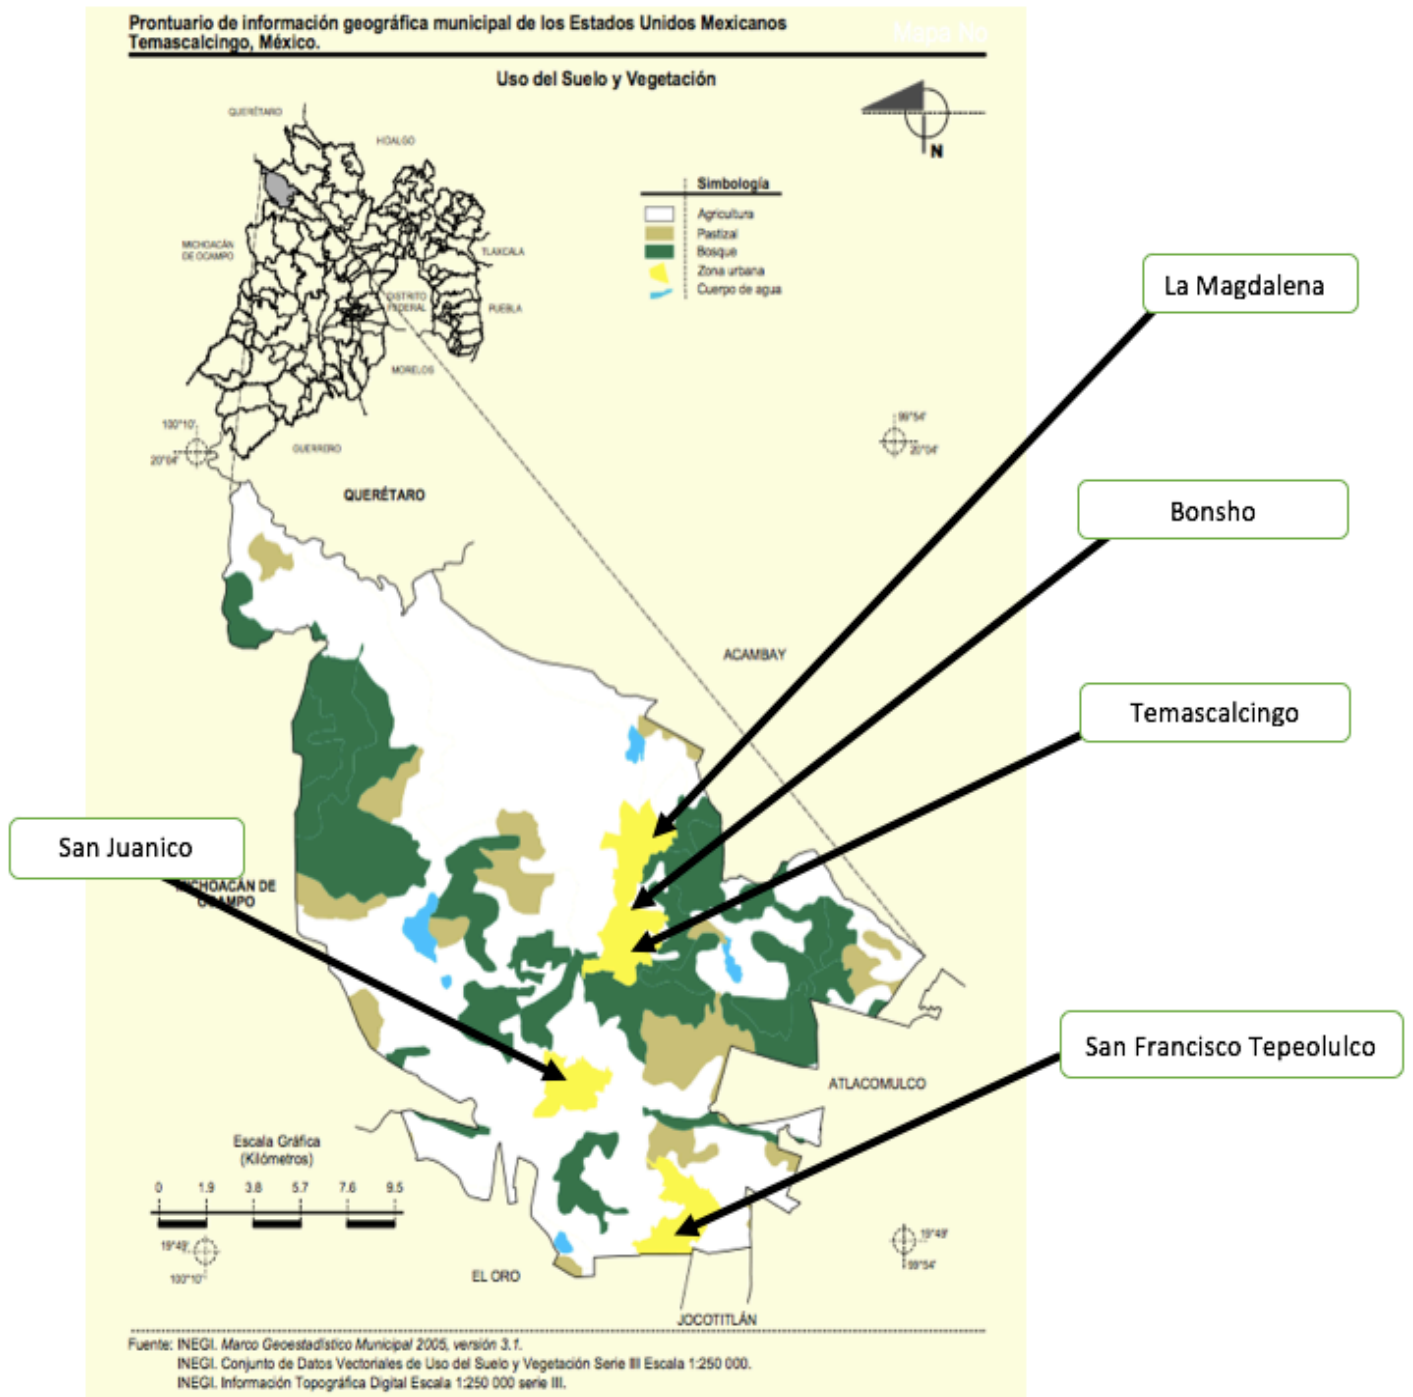 Prontuario de información geográfica municipal de los Estados Unidos Mexicanos
Temascalcingo, México.
Mapa No
Uso del Suelo y Vegetación
N
QUERÉTARO
HIDALGO
MICHOACÁN
DE OCAMPO
TLAXCALA
DISTRITO
FEDERAL
PUEBLA
MORELOS
GUERRERO
Simbología
Agricultura
Pastizal
Bosque
Zona urbana
Cuerpo de agua
La Magdalena
100°10'
20°04'
99°54'
20°04'
QUERÉTARO
Bonsho
ACAMBAY
Temascalcingo
San Juanico
MICHOACÁN DE
OCAMPO
San Francisco Tepeolulco
ATLACOMULCO
Escala Gráfica
(Kilómetros)
0 1.9 3.8 5.7 7.6 9.5
19°49'
100°10'
19°49'
99°54'
EL ORO
JOCOTITLÁN
Fuente: INEGI. Marco Geoestadístico Municipal 2005, versión 3.1.
INEGI. Conjunto de Datos Vectoriales de Uso del Suelo y Vegetación Serie III Escala 1:250 000.
INEGI. Información Topográfica Digital Escala 1:250 000 serie III.